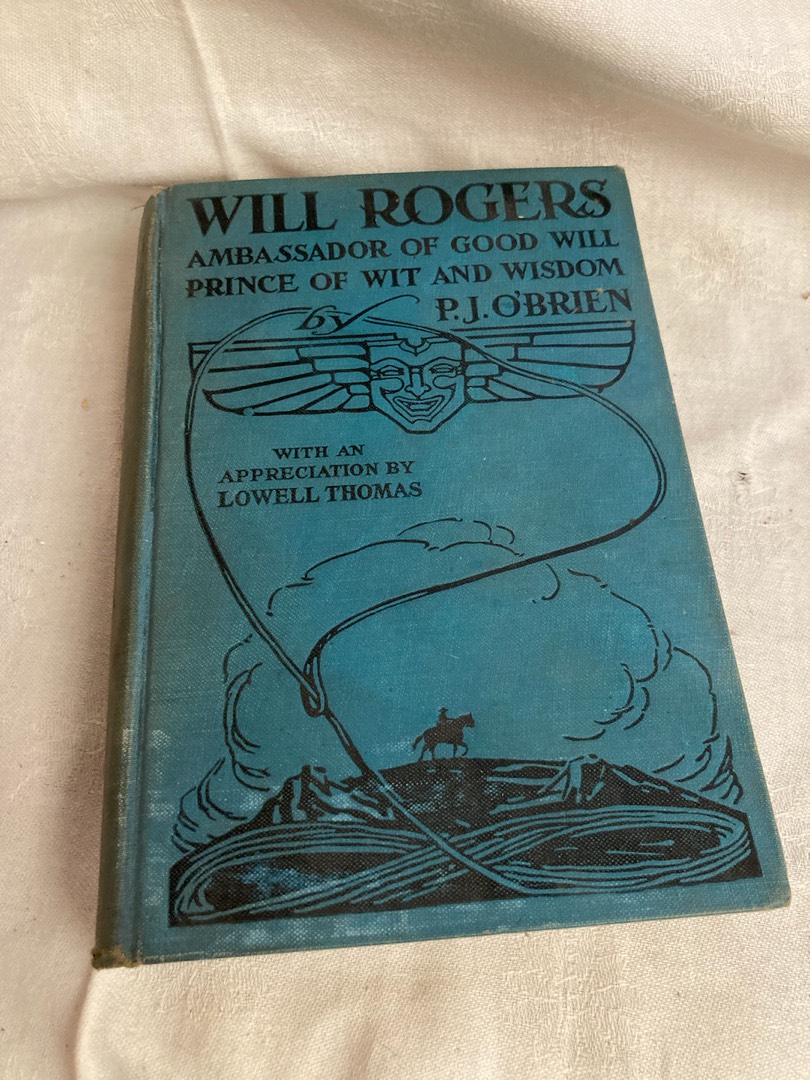 WILL ROGERS
AMBASSADOR OF GOOD WILL
PRINCE OF WIT AND WISDOM
by P.J. O'BRIEN
WITH AN
APPRECIATION BY
LOWELL THOMAS